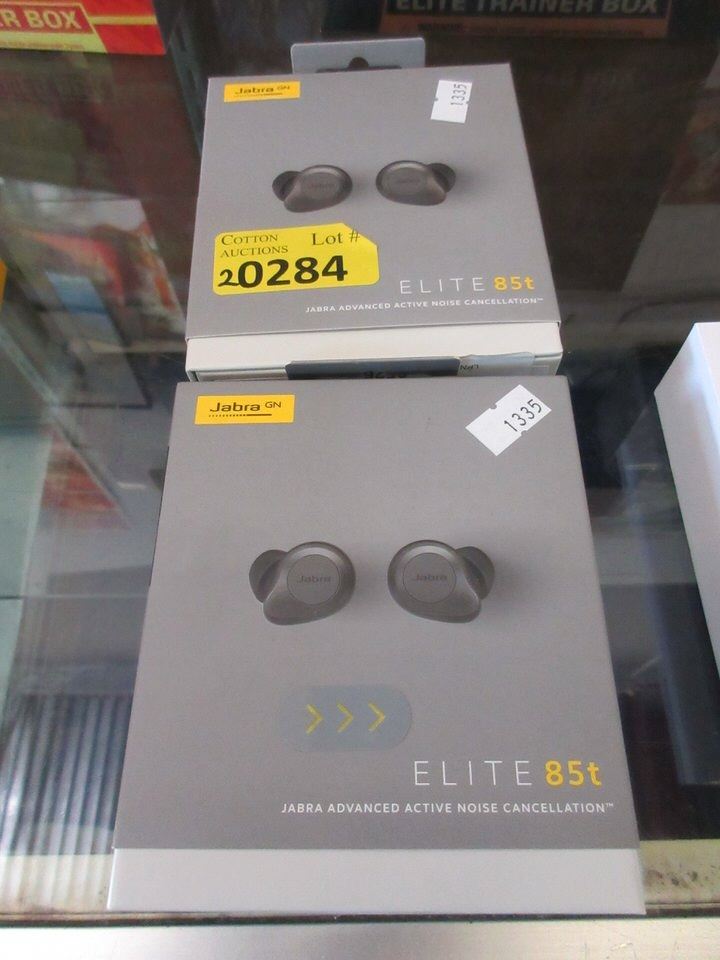 R BOX
ELITE TRAINER BOX
Jabra GN
1335
Jabra
Jabra
COTTON AUCTIONS Lot #
20284
ELITE 85t
JABRA ADVANCED ACTIVE NOISE CANCELLATION™
LPN
Jabra GN
1335
Jabra
Jabra
>>>
ELITE 85t
JABRA ADVANCED ACTIVE NOISE CANCELLATION™